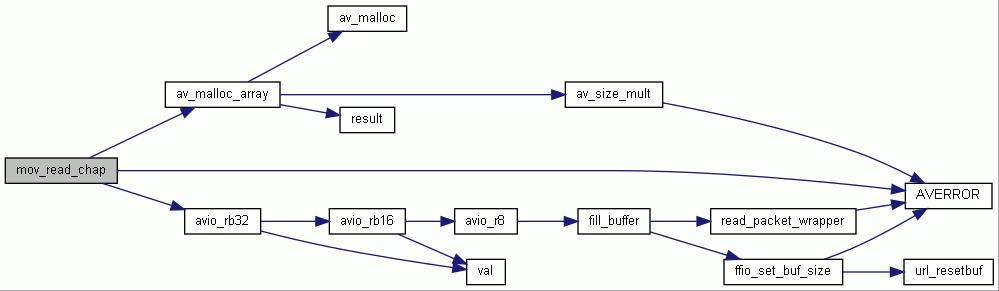 av_malloc
av_malloc_array
av_size_mult
result
mov_read_chap
AVERROR
avio_rb32
avio_rb16
avio_r8
fill_buffer
read_packet_wrapper
val
ffio_set_buf_size
url_resetbuf